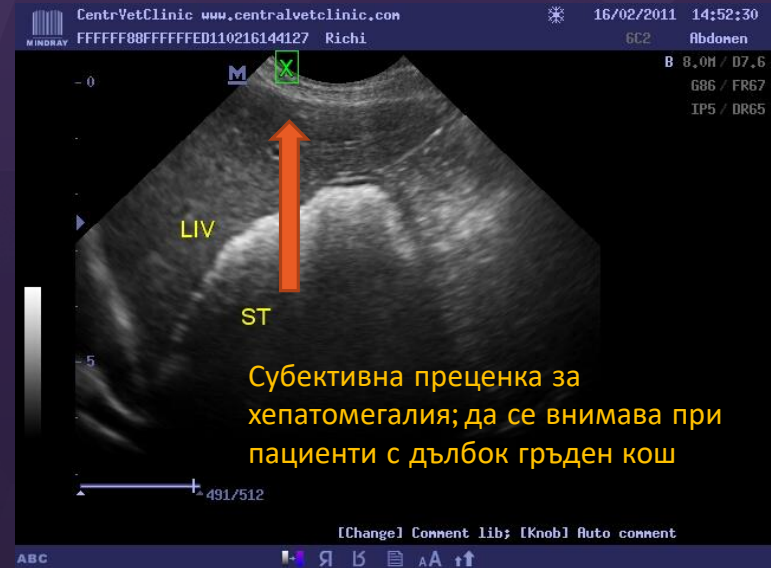 CentrVetClinic www.centralvetclinic.com 16/02/2011 14:52:30
MINDRAY FFFFFF88FFFFFFED110216144127 Richi 6C2 Abdomen
B 8.0M / D7.6
G86 / FR67
IP5 / DR65
M X
0
LIV
ST
5
Субективна преценка за
хепатомегалия; да се внимава при
пациенти с дълбок гръден кош
491/512
[Change] Comment lib; [Knob] Auto comment
ABC